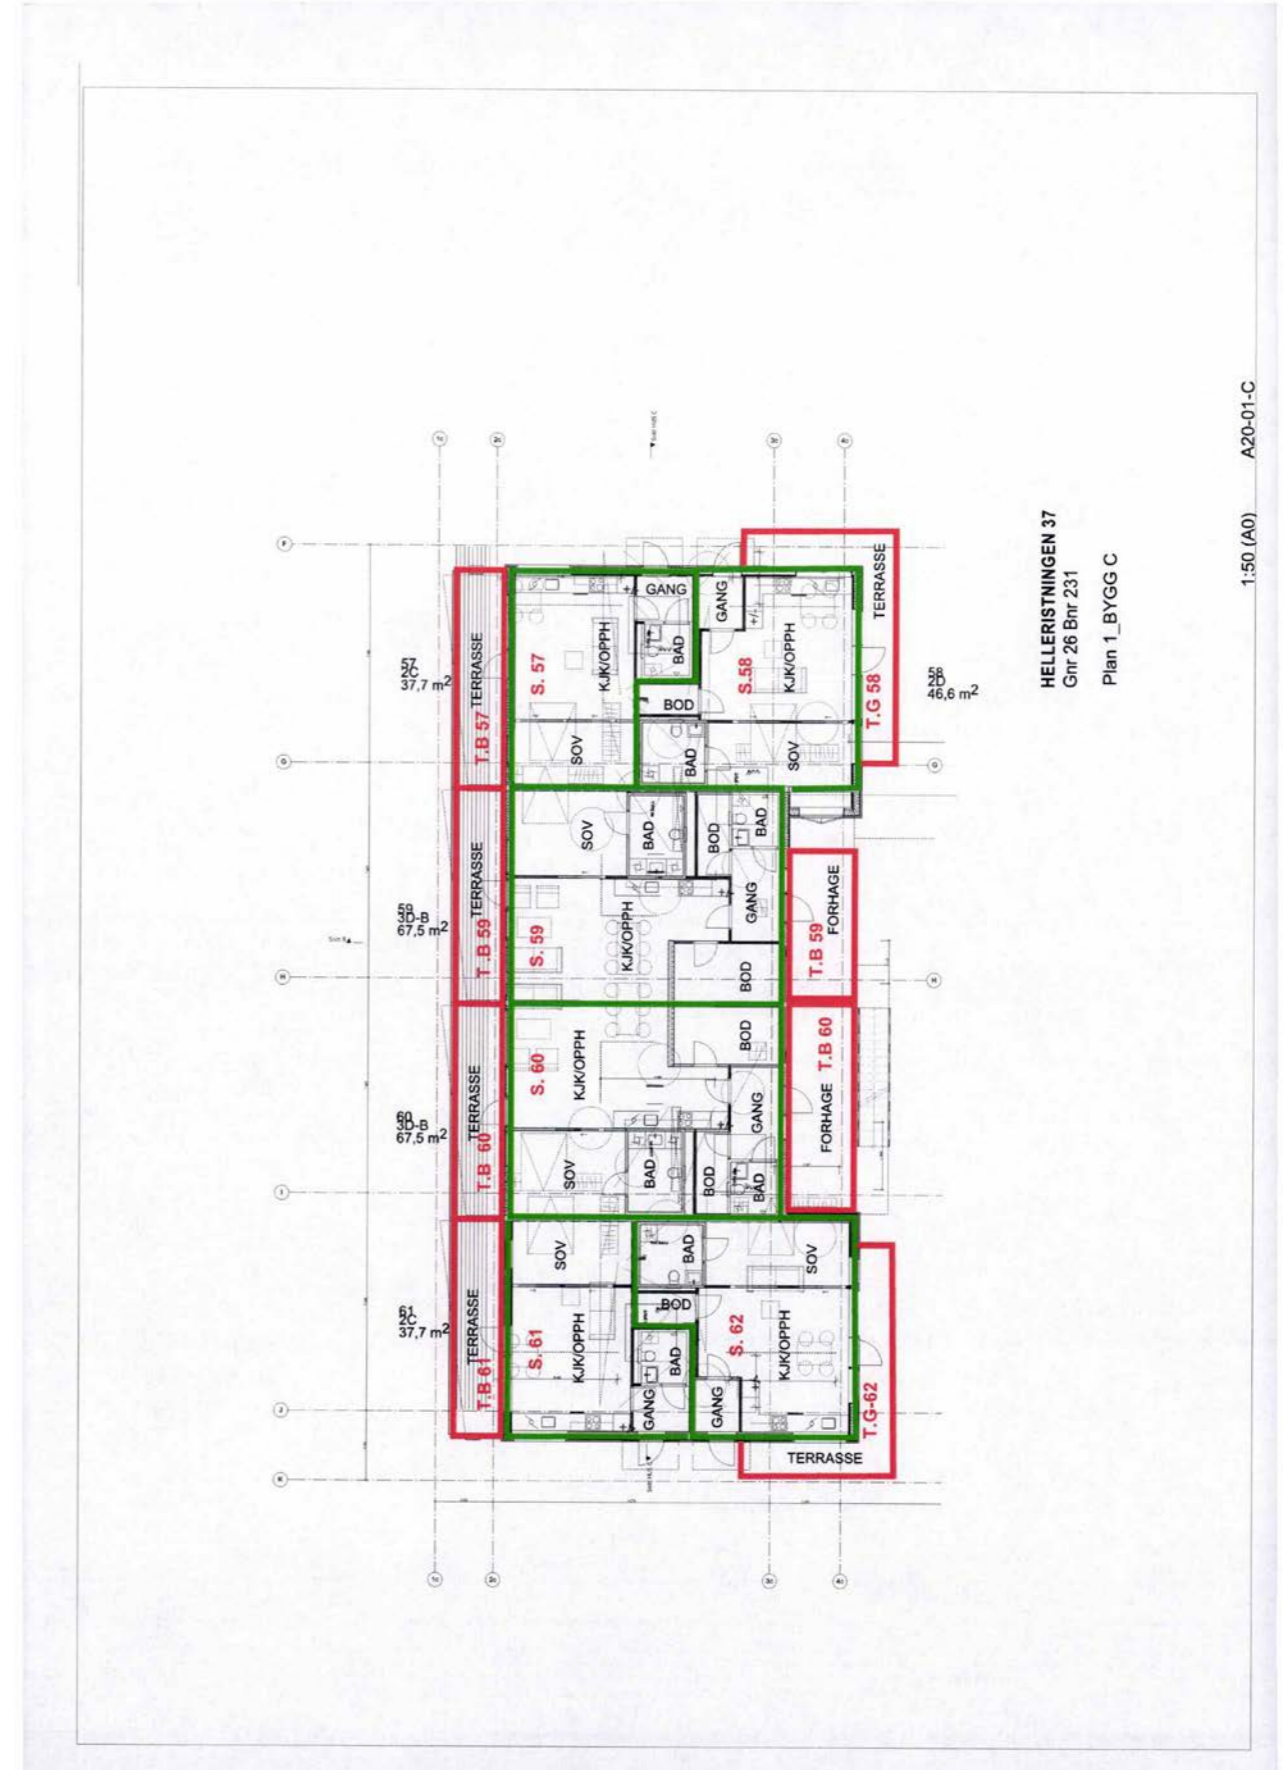 HELLERISTNINGEN 37
Gnr 26 Bnr 231
Plan 1_BYGG C
1:50 (A0)
A20-01-C
57
2C
37,7 m²
T.B 57
TERRASSE
S. 57
KJK/OPPH
SOV
GANG
BAD
BOD
GANG
S.58
KJK/OPPH
BAD
SOV
TERRASSE
T.G 58
58
2D
46,6 m²
59
3D-B
67,5 m²
T.B 59
TERRASSE
SOV
BAD
BOD
BAD
GANG
S. 59
KJK/OPPH
BOD
FORHAGE
T.B 59
60
3D-B
67,5 m²
T.B 60
TERRASSE
S. 60
KJK/OPPH
BOD
GANG
SOV
BAD
BOD
BAD
FORHAGE
T.B 60
61
2C
37,7 m²
T.B 61
TERRASSE
SOV
S. 61
KJK/OPPH
BAD
GANG
BAD
SOV
BOD
S. 62
KJK/OPPH
GANG
T.G-62
TERRASSE
F
G
G
H
H
I
J
K